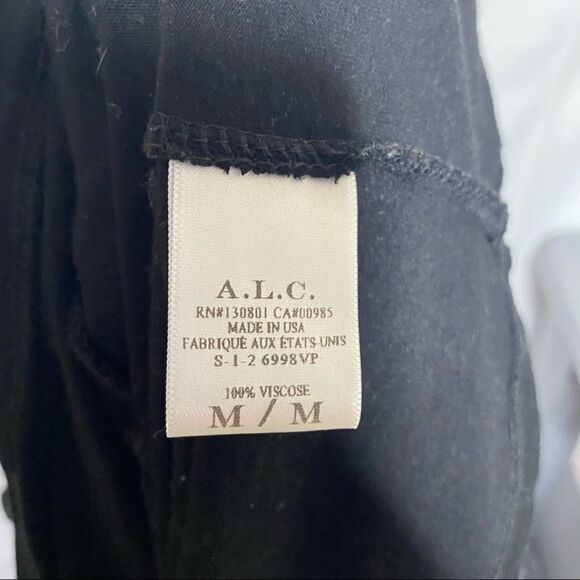 A.L.C.
RN#130801 CA#00985
MADE IN USA
FABRIQUÉ AUX ÉTATS-UNIS
S-1-2 6998VP
100% VISCOSE
M / M